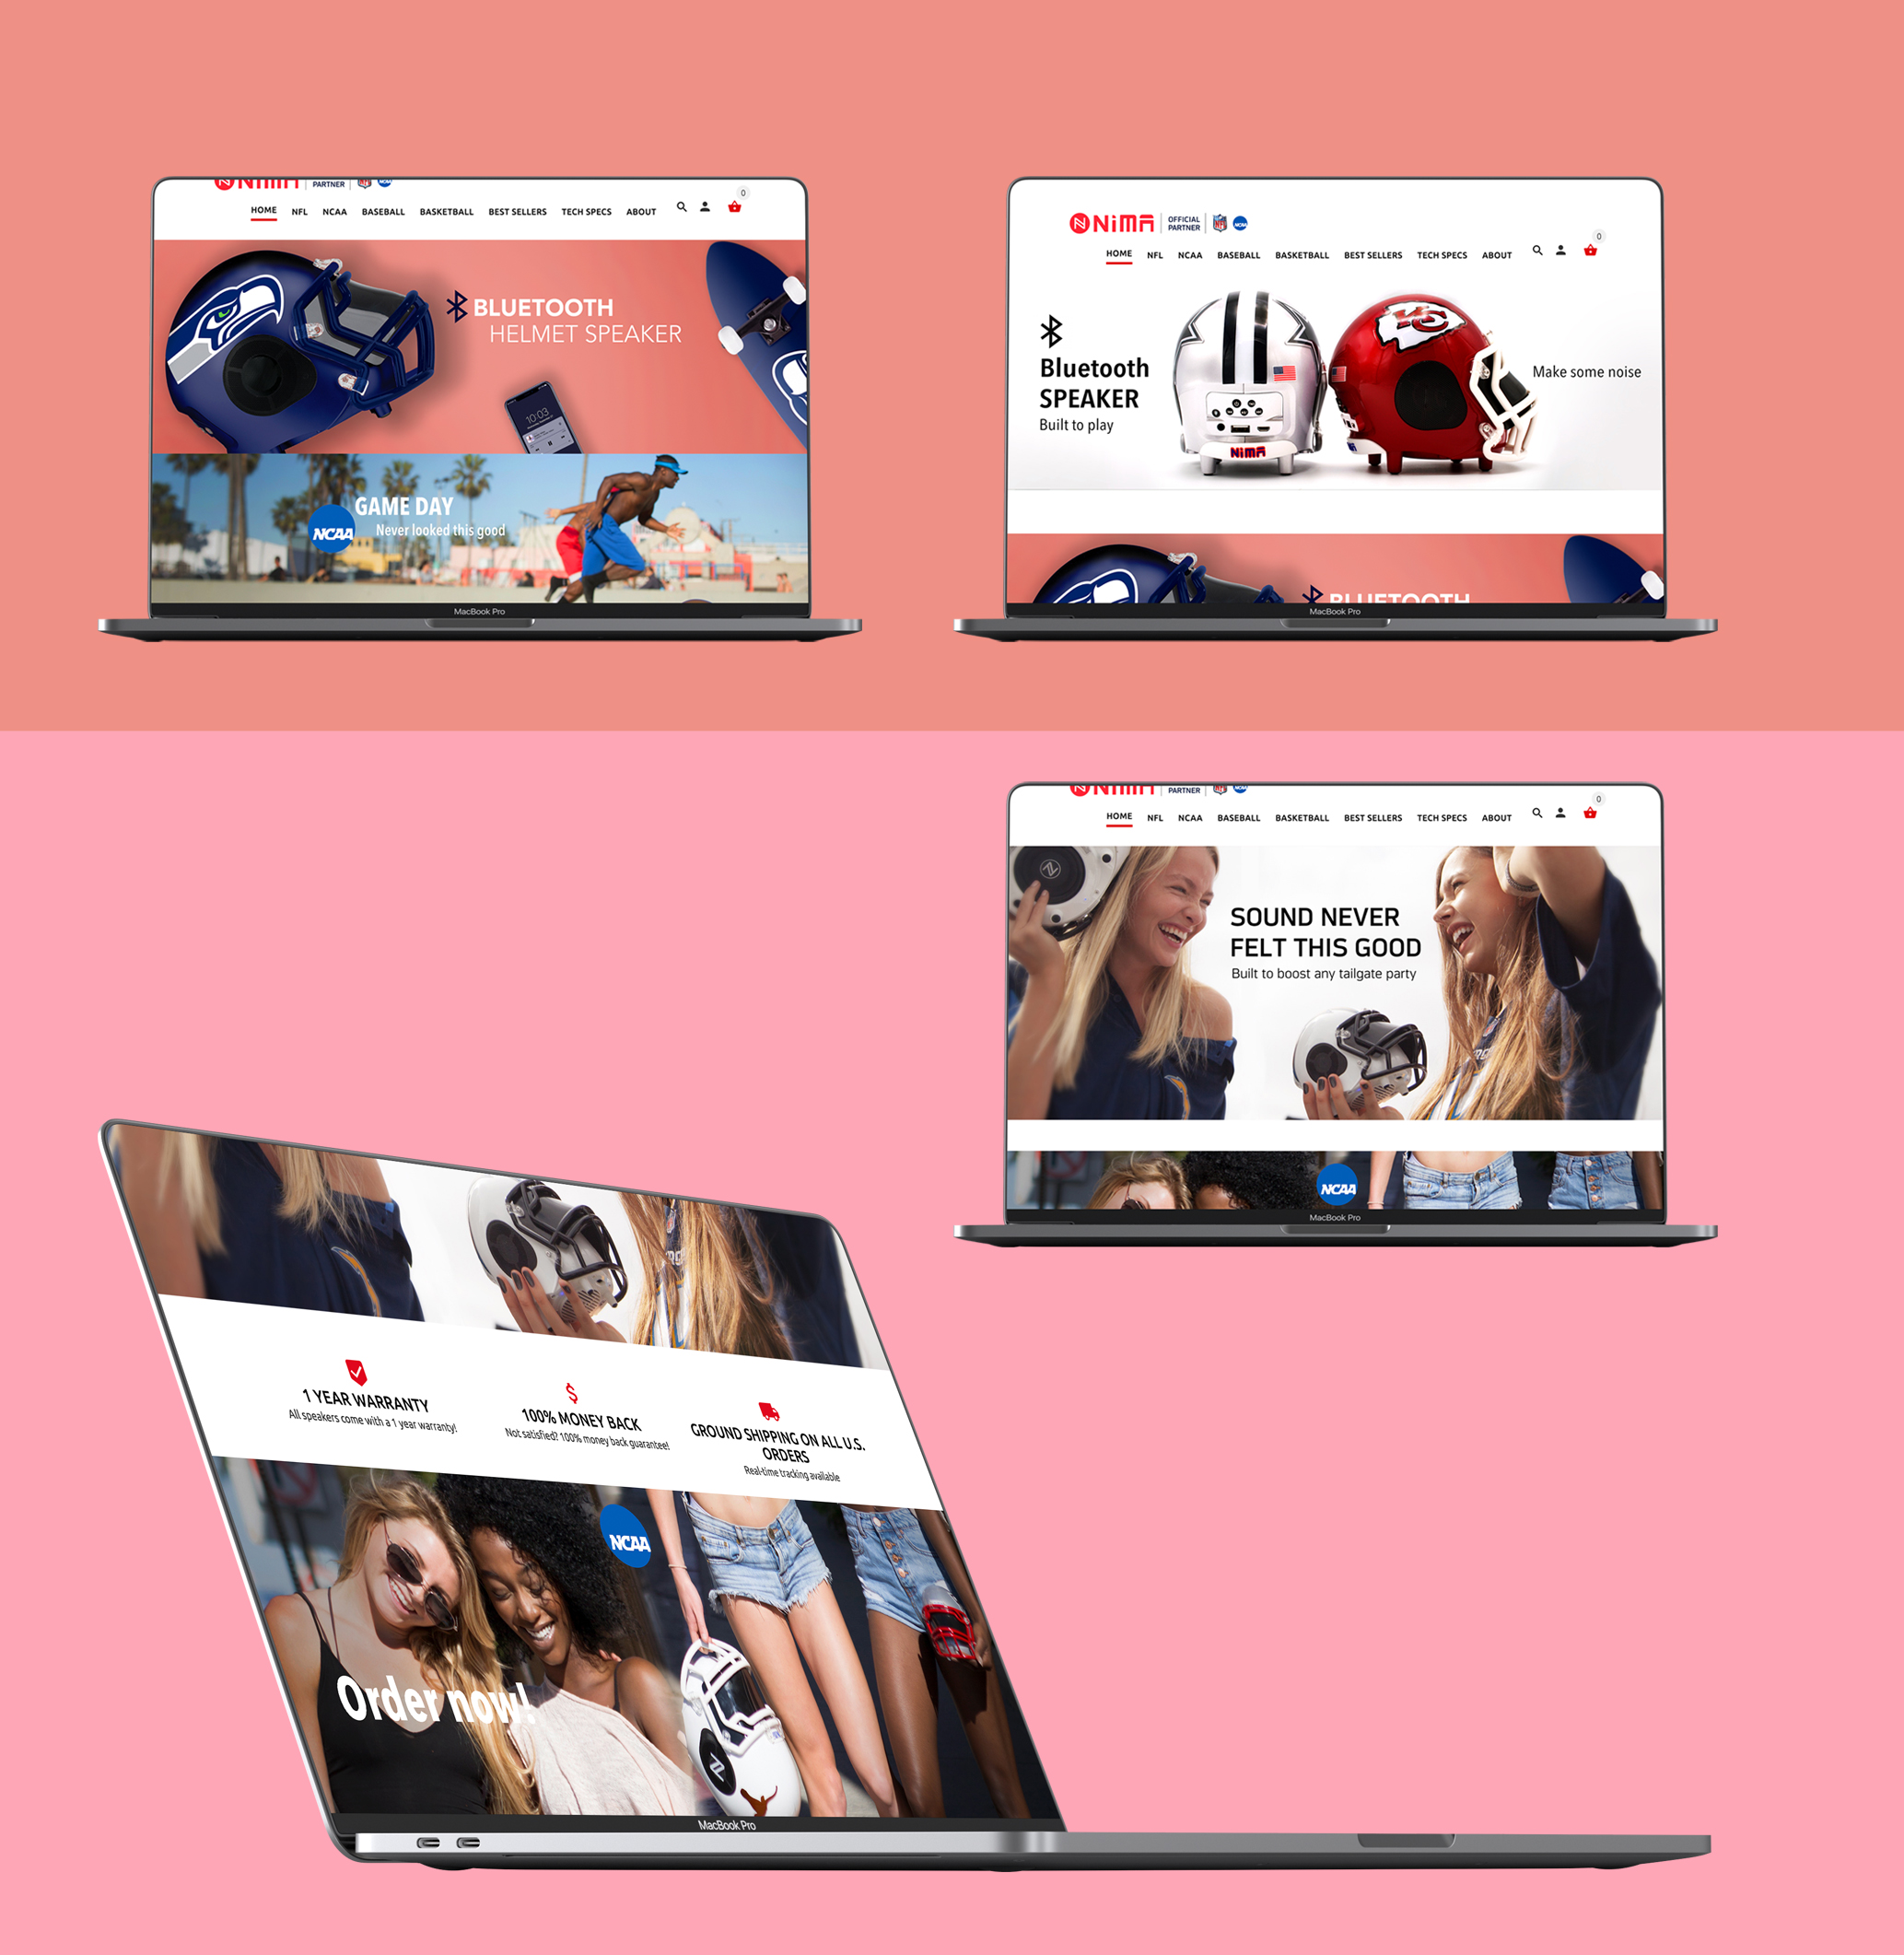 PARTNER
HOME NFL NCAA BASEBALL BASKETBALL BEST SELLERS TECH SPECS ABOUT
0
BLUETOOTH
HELMET SPEAKER
10:03
GAME DAY
NCAA
Never looked this good
MacBook Pro
NiMA
OFFICIAL
PARTNER
NFL
NCAA
HOME NFL NCAA BASEBALL BASKETBALL BEST SELLERS TECH SPECS ABOUT
0
Bluetooth
SPEAKER
Built to play
KC
NiMA
Make some noise
BLUETOOTH
MacBook Pro
PARTNER
HOME NFL NCAA BASEBALL BASKETBALL BEST SELLERS TECH SPECS ABOUT
0
SOUND NEVER
FELT THIS GOOD
Built to boost any tailgate party
NCAA
MacBook Pro
1 YEAR WARRANTY
All speakers come with a 1 year warranty!
100% MONEY BACK
Not satisfied? 100% money back guarantee!
GROUND SHIPPING ON ALL U.S.
ORDERS
Real-time tracking available
NCAA
Order now!
MacBook Pro